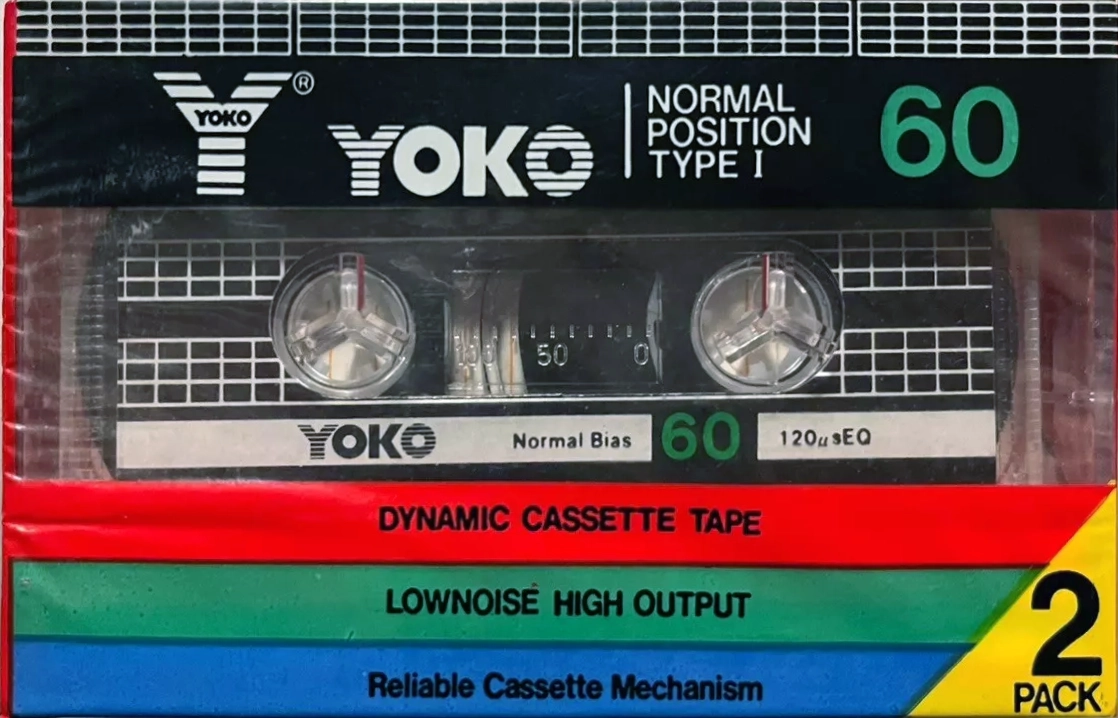 YOKO
®
YOKO
NORMAL
POSITION
TYPE I
60
100 50 0
YOKO Normal Bias 60 120μsEQ
DYNAMIC CASSETTE TAPE
LOWNOISE HIGH OUTPUT
Reliable Cassette Mechanism
2
PACK